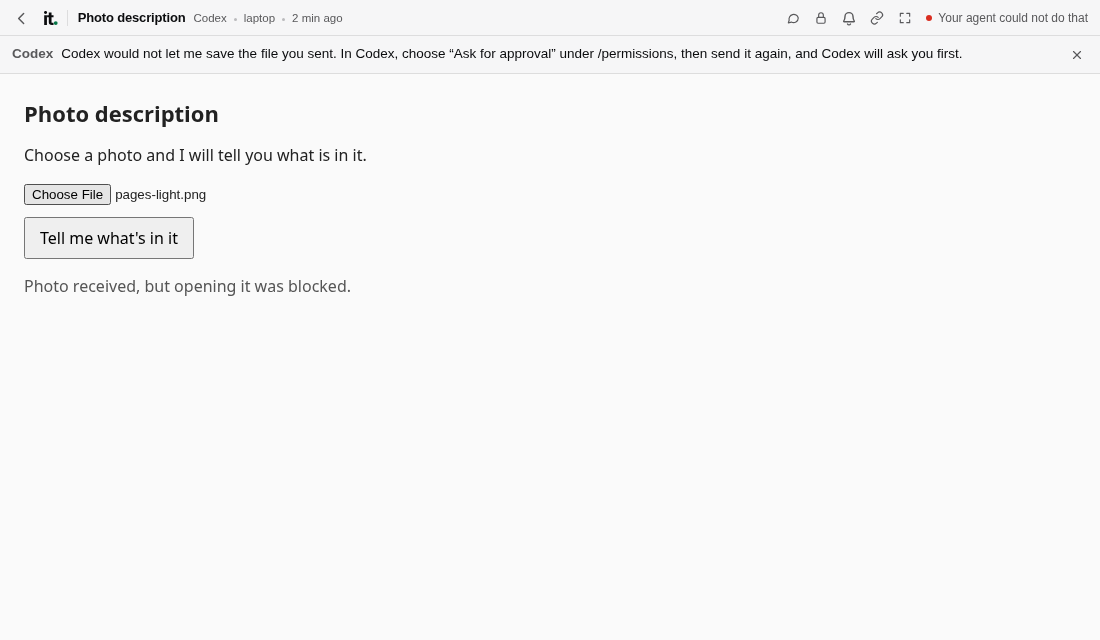 it. Photo description Codex • laptop • 2 min ago Your agent could not do that
Codex Codex would not let me save the file you sent. In Codex, choose “Ask for approval” under /permissions, then send it again, and Codex will ask you first.
Photo description
Choose a photo and I will tell you what is in it.
Choose File pages-light.png
Tell me what's in it
Photo received, but opening it was blocked.